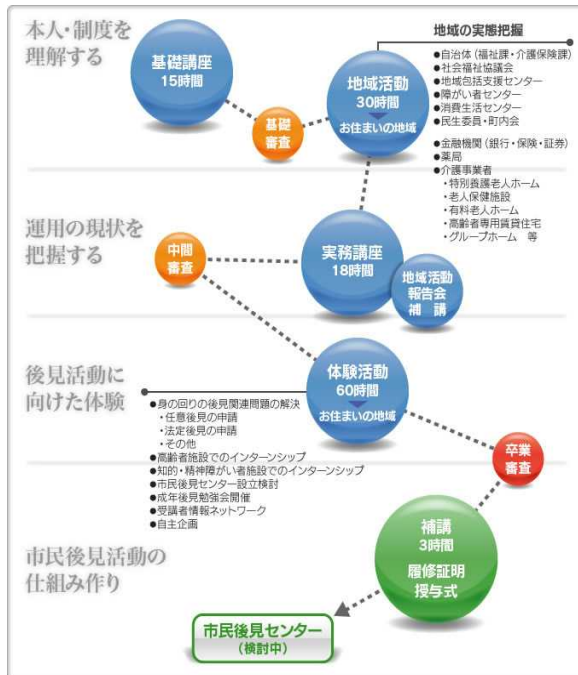 本人・制度を
理解する
基礎講座
15時間
基礎
審査
地域活動
30時間
お住まいの地域
地域の実態把握
●自治体（福祉課・介護保険課）
●社会福祉協議会
●地域包括支援センター
●障がい者センター
●消費生活センター
●民生委員・町内会
●金融機関（銀行・保険・証券）
●薬局
●介護事業者
・特別養護老人ホーム
・老人保健施設
・有料老人ホーム
・高齢者専用賃貸住宅
・グループホーム　等
運用の現状を
把握する
中間
審査
実務講座
18時間
地域活動
報告会
補　講
後見活動に
向けた体験
体験活動
60時間
お住まいの地域
●身の回りの後見関連問題の解決
・任意後見の申請
・法定後見の申請
・その他
●高齢者施設でのインターンシップ
●知的・精神障がい者施設でのインターンシップ
●市民後見センター設立検討
●成年後見勉強会開催
●受講者情報ネットワーク
●自主企画
卒業
審査
市民後見活動の
仕組み作り
補講
3時間
履修証明
授与式
市民後見センター
（検討中）